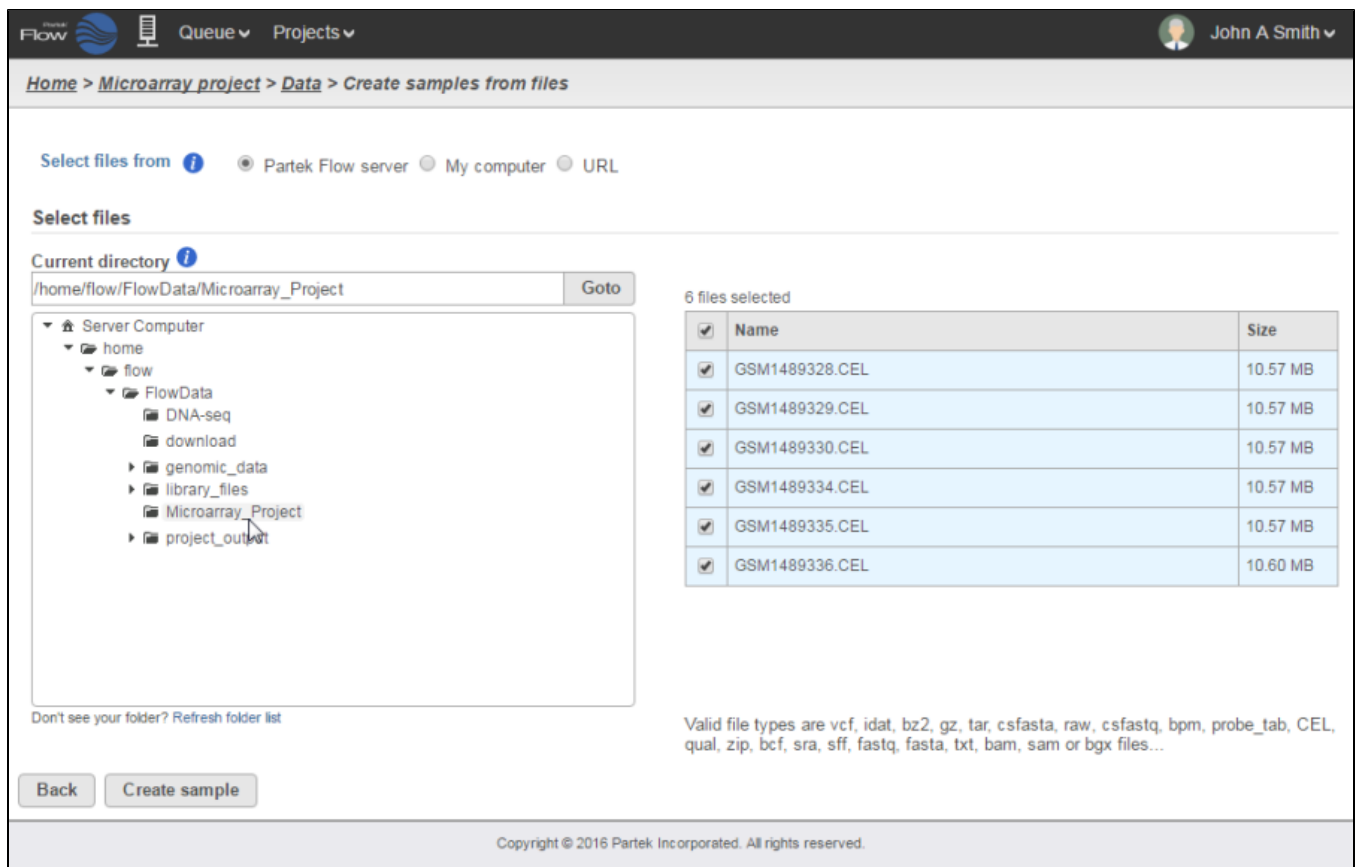 Partek
Flow
Queue
Projects
John A Smith
Home > Microarray project > Data > Create samples from files
Select files from
Partek Flow server
My computer
URL
Select files
Current directory
/home/flow/FlowData/Microarray_Project
Goto
Server Computer
home
flow
FlowData
DNA-seq
download
genomic_data
library_files
Microarray_Project
project_output
Don't see your folder? Refresh folder list
6 files selected
Name Size
GSM1489328.CEL 10.57 MB
GSM1489329.CEL 10.57 MB
GSM1489330.CEL 10.57 MB
GSM1489334.CEL 10.57 MB
GSM1489335.CEL 10.57 MB
GSM1489336.CEL 10.60 MB
Valid file types are vcf, idat, bz2, gz, tar, csfasta, raw, csfastq, bpm, probe_tab, CEL,
qual, zip, bcf, sra, sff, fastq, fasta, txt, bam, sam or bgx files...
Back
Create sample
Copyright © 2016 Partek Incorporated. All rights reserved.